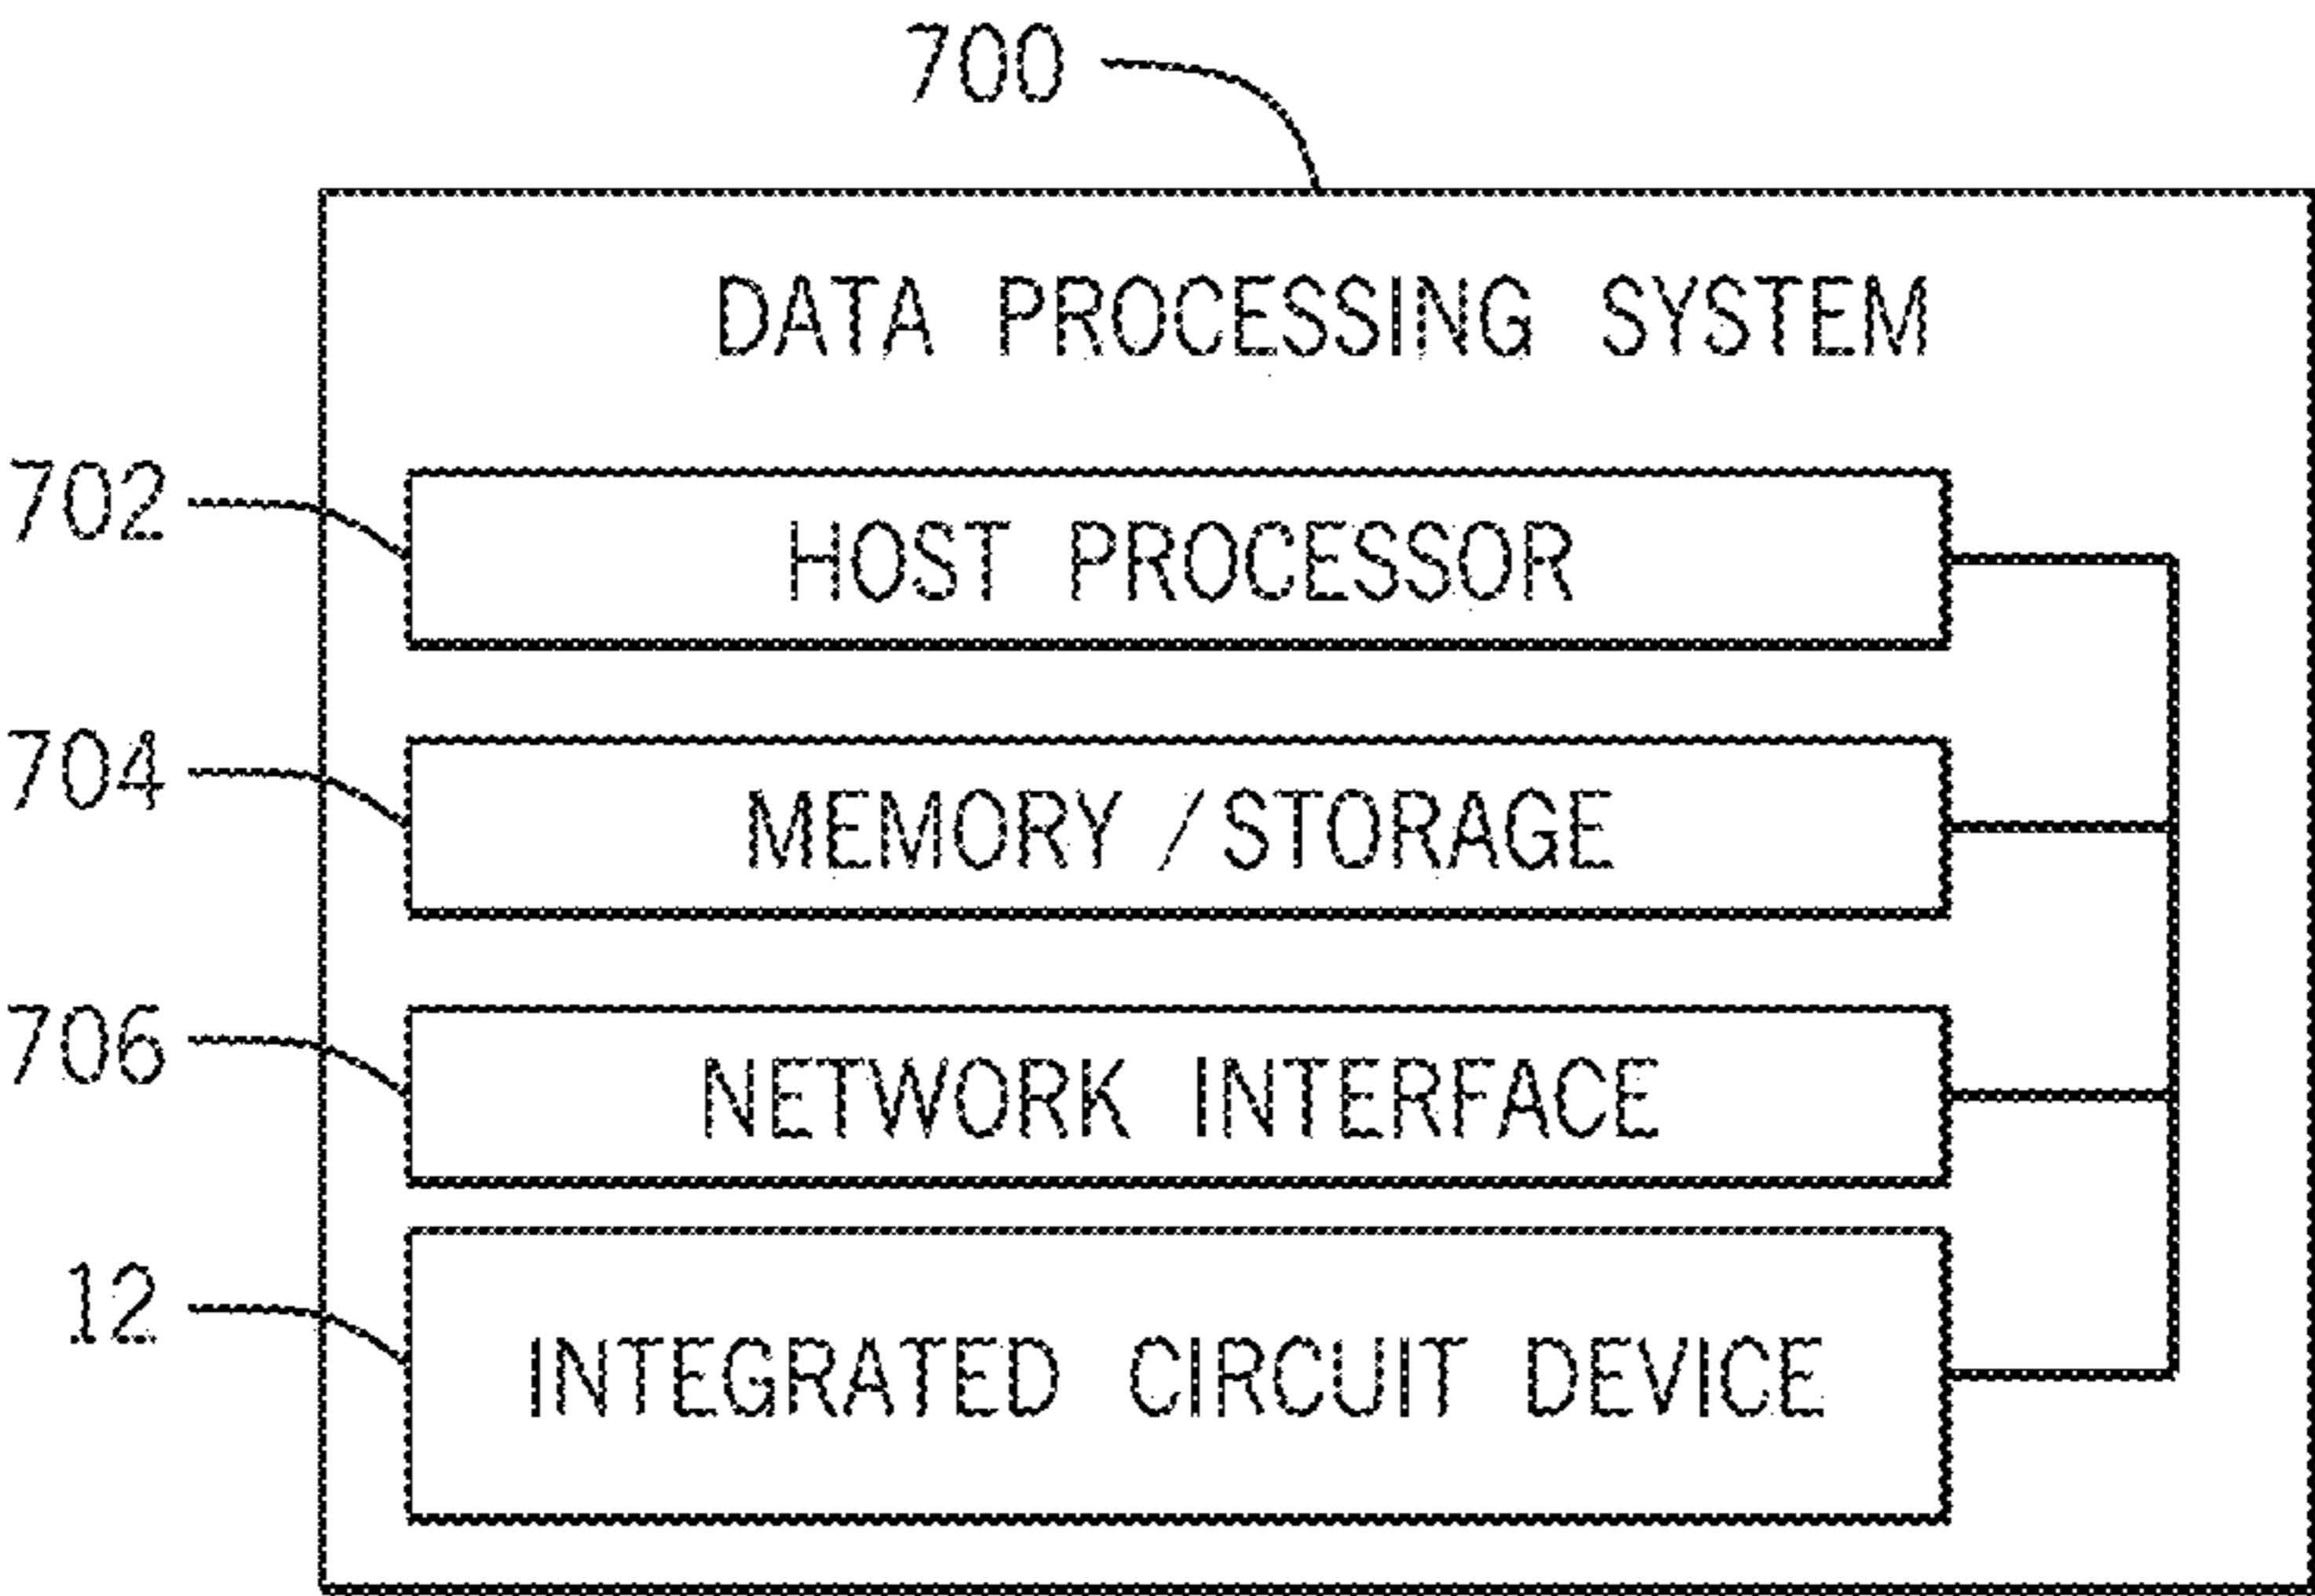 700
DATA PROCESSING SYSTEM
702
HOST PROCESSOR
704
MEMORY / STORAGE
706
NETWORK INTERFACE
12
INTEGRATED CIRCUIT DEVICE